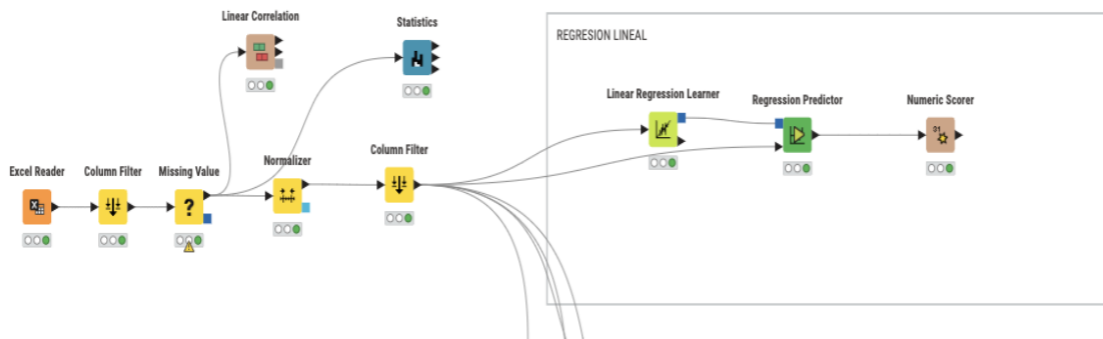 Linear Correlation
Statistics
REGRESION LINEAL
Linear Regression Learner
Regression Predictor
Numeric Scorer
Excel Reader
Column Filter
Missing Value
Normalizer
Column Filter
X
?
01